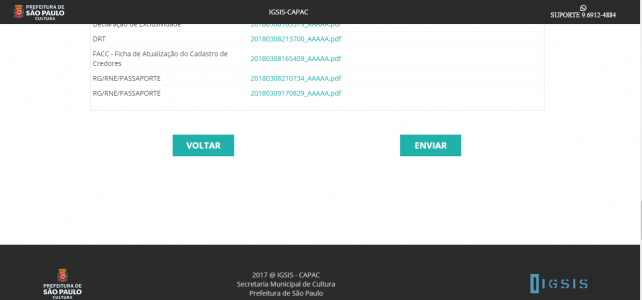 PREFEITURA DE
SÃO PAULO
CULTURA
IGSIS-CAPAC
SUPORTE 9.6912-4884
Declaração de Exclusividade
DRT 20180308213700_AAAAA.pdf
FACC - Ficha de Atualização do Cadastro de
Credores 20180308165409_AAAAA.pdf
RG/RNE/PASSAPORTE 20180308210734_AAAAA.pdf
RG/RNE/PASSAPORTE 20180309170829_AAAAA.pdf
VOLTAR ENVIAR
PREFEITURA DE
SÃO PAULO
CULTURA
2017 @ IGSIS - CAPAC
Secretaria Municipal de Cultura
Prefeitura de São Paulo
IGSIS